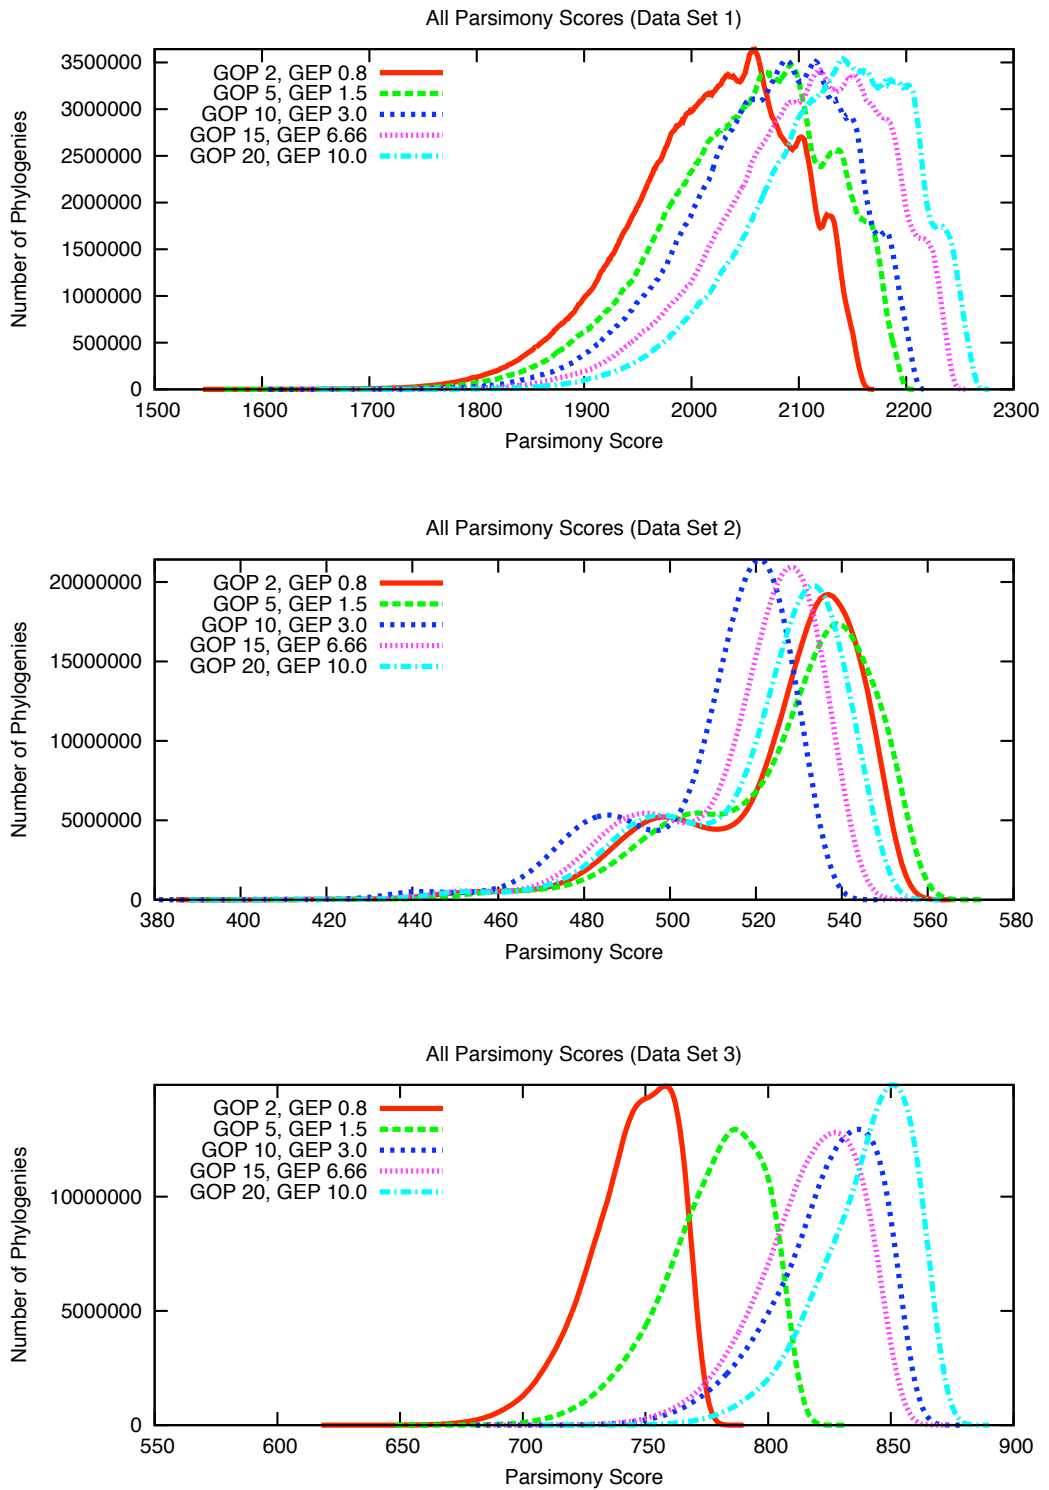 All Parsimony Scores (Data Set 1)
Number of Phylogenies
3500000
3000000
2500000
2000000
1500000
1000000
500000
0
GOP 2, GEP 0.8
GOP 5, GEP 1.5
GOP 10, GEP 3.0
GOP 15, GEP 6.66
GOP 20, GEP 10.0
1500 1600 1700 1800 1900 2000 2100 2200 2300
Parsimony Score
All Parsimony Scores (Data Set 2)
Number of Phylogenies
20000000
15000000
10000000
5000000
0
GOP 2, GEP 0.8
GOP 5, GEP 1.5
GOP 10, GEP 3.0
GOP 15, GEP 6.66
GOP 20, GEP 10.0
380 400 420 440 460 480 500 520 540 560 580
Parsimony Score
All Parsimony Scores (Data Set 3)
Number of Phylogenies
10000000
5000000
0
GOP 2, GEP 0.8
GOP 5, GEP 1.5
GOP 10, GEP 3.0
GOP 15, GEP 6.66
GOP 20, GEP 10.0
550 600 650 700 750 800 850 900
Parsimony Score